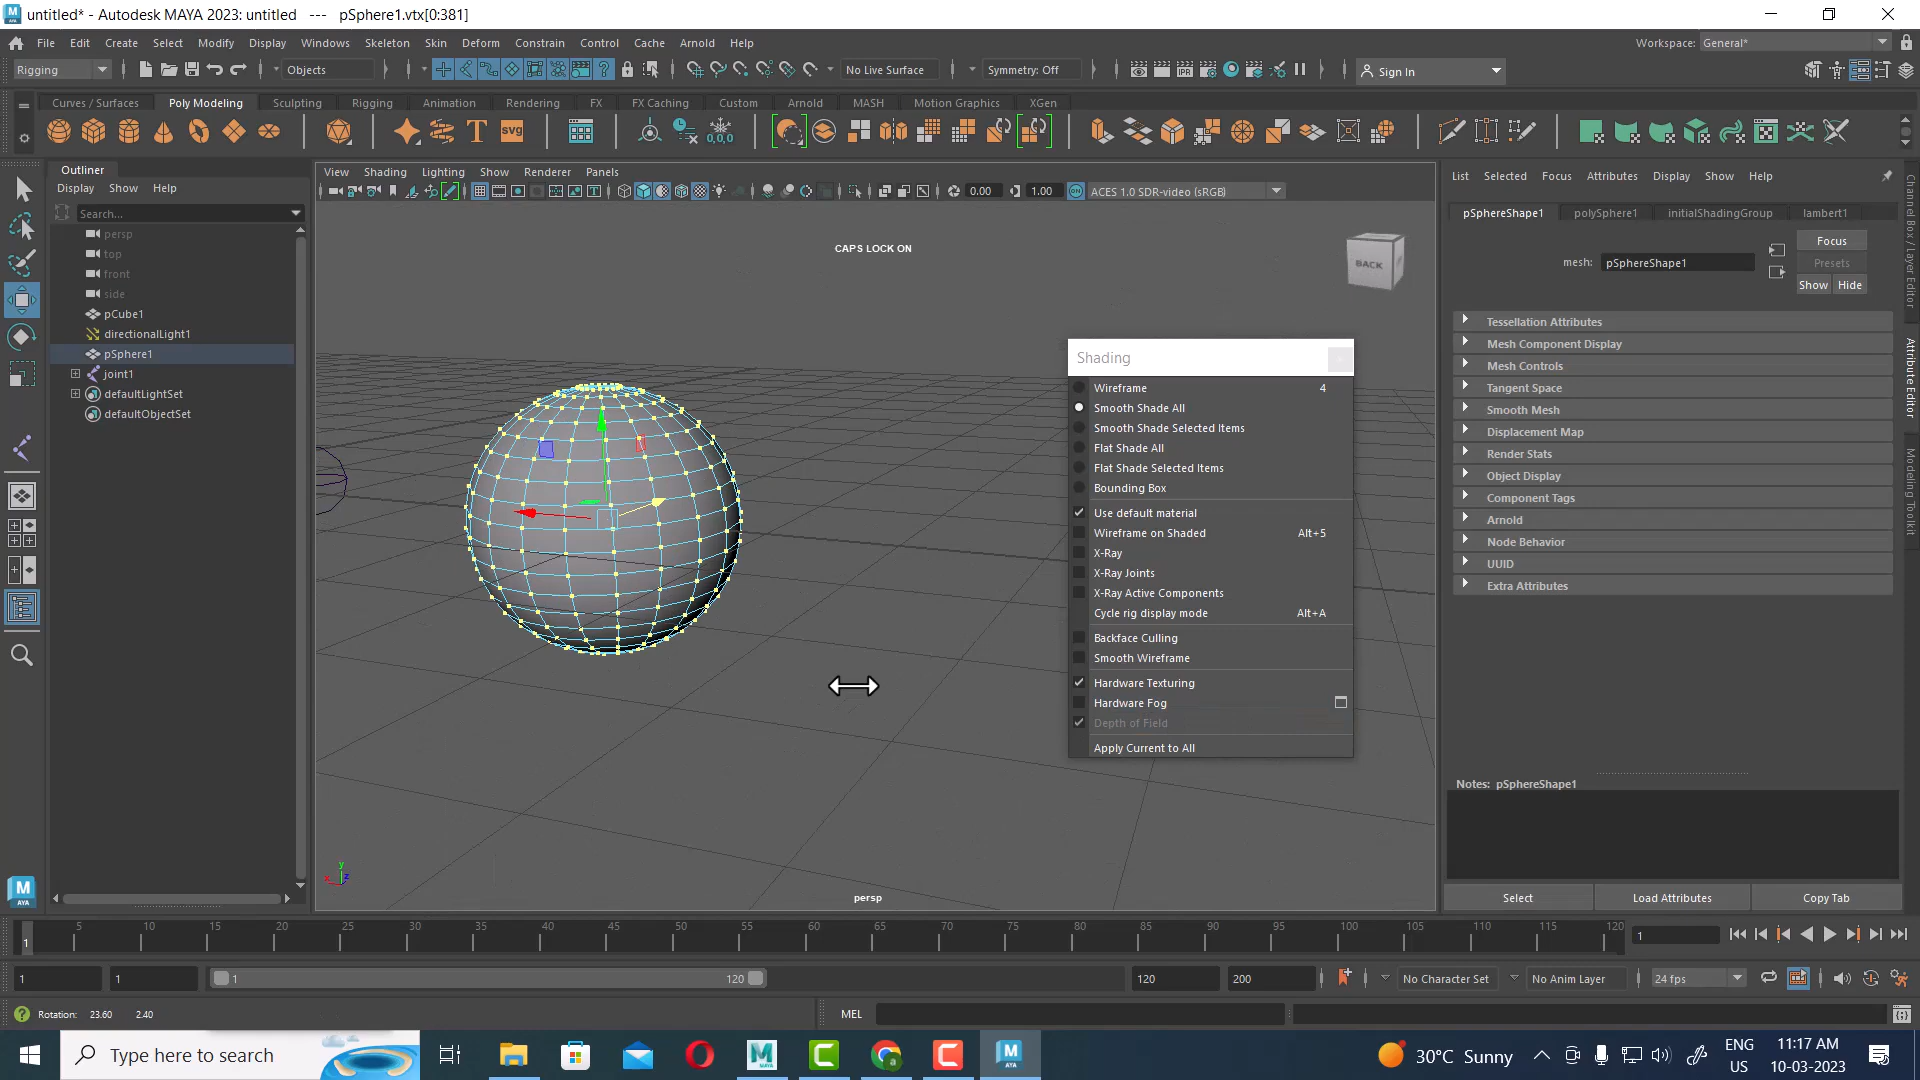 untitled* - Autodesk MAYA 2023: untitled --- pSphere1.vtx[0:381]
File Edit Create Select Modify Display Windows Skeleton Skin Deform Constrain Control Cache Arnold Help
Workspace: General*
Rigging Objects No Live Surface Symmetry: Off Sign In
Curves / Surfaces Poly Modeling Sculpting Rigging Animation Rendering FX FX Caching Custom Arnold MASH Motion Graphics XGen
Outliner
Display Show Help
Search...
persp
top
front
side
pCube1
directionalLight1
pSphere1
joint1
defaultLightSet
defaultObjectSet
View Shading Lighting Show Renderer Panels
0.00 1.00 ACES 1.0 SDR-video (sRGB)
CAPS LOCK ON
BACK
Shading
Wireframe 4
Smooth Shade All
Smooth Shade Selected Items
Flat Shade All
Flat Shade Selected Items
Bounding Box
Use default material
Wireframe on Shaded Alt+5
X-Ray
X-Ray Joints
X-Ray Active Components
Cycle rig display mode Alt+A
Backface Culling
Smooth Wireframe
Hardware Texturing
Hardware Fog
Depth of Field
Apply Current to All
persp
List Selected Focus Attributes Display Show Help
pSphereShape1 polySphere1 initialShadingGroup lambert1
mesh: pSphereShape1
Focus
Presets
Show Hide
Tessellation Attributes
Mesh Component Display
Mesh Controls
Tangent Space
Smooth Mesh
Displacement Map
Render Stats
Object Display
Component Tags
Arnold
Node Behavior
UUID
Extra Attributes
Notes: pSphereShape1
Select Load Attributes Copy Tab
Channel Box / Layer Editor
Attribute Editor
Modeling Toolkit
1 5 10 15 20 25 30 35 40 45 50 55 60 65 70 75 80 85 90 95 100 105 110 115 120 1
1 1 1 120 120 200 No Character Set No Anim Layer 24 fps
Rotation: 23.60 2.40 MEL
Type here to search
30°C Sunny
ENG
US
11:17 AM
10-03-2023